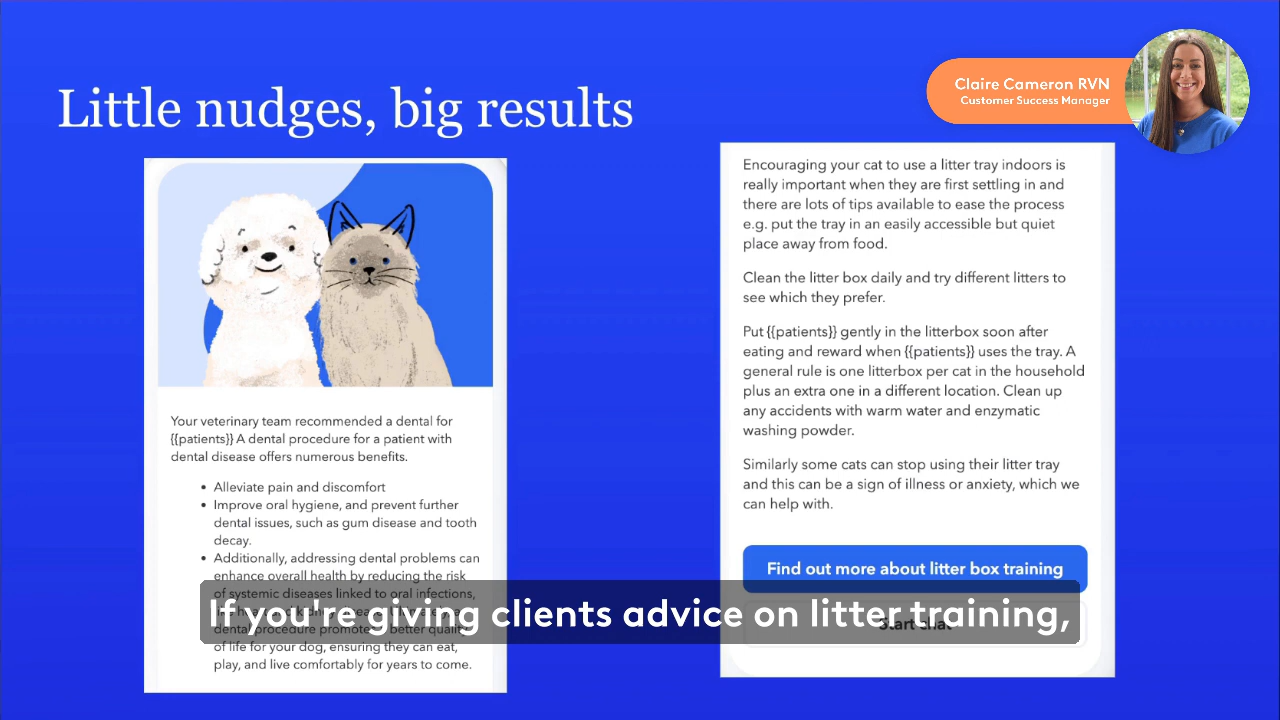 Little nudges, big results
Claire Cameron RVN
Customer Success Manager
Your veterinary team recommended a dental for
{{patients}} A dental procedure for a patient with
dental disease offers numerous benefits.
• Alleviate pain and discomfort
• Improve oral hygiene, and prevent further
dental issues, such as gum disease and tooth
decay.
• Additionally, addressing dental problems can
enhance overall health by reducing the risk
of systemic diseases linked to oral infections,
dental procedure promotes better quality
of life for your dog, ensuring they can eat,
play, and live comfortably for years to come.
Encouraging your cat to use a litter tray indoors is
really important when they are first settling in and
there are lots of tips available to ease the process
e.g. put the tray in an easily accessible but quiet
place away from food.
Clean the litter box daily and try different litters to
see which they prefer.
Put {{patients}} gently in the litterbox soon after
eating and reward when {{patients}} uses the tray. A
general rule is one litterbox per cat in the household
plus an extra one in a different location. Clean up
any accidents with warm water and enzymatic
washing powder.
Similarly some cats can stop using their litter tray
and this can be a sign of illness or anxiety, which we
can help with.
Find out more about litter box training
Start chat
If you're giving clients advice on litter training,